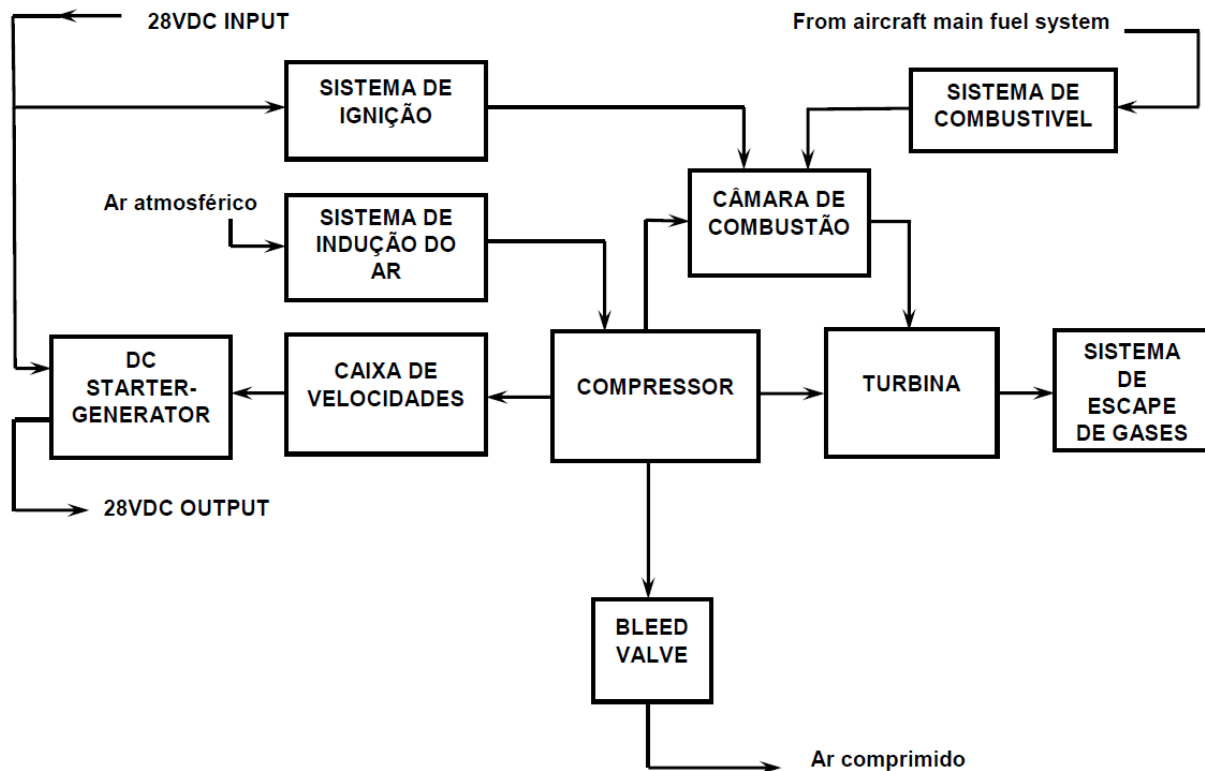 28VDC INPUT
From aircraft main fuel system
SISTEMA DE
IGNIÇÃO
SISTEMA DE
COMBUSTIVEL
Ar atmosférico
SISTEMA DE
INDUÇÃO DO
AR
CÂMARA DE
COMBUSTÃO
DC
STARTER-
GENERATOR
CAIXA DE
VELOCIDADES
COMPRESSOR
TURBINA
SISTEMA
DE
ESCAPE
DE GASES
28VDC OUTPUT
BLEED
VALVE
Ar comprimido